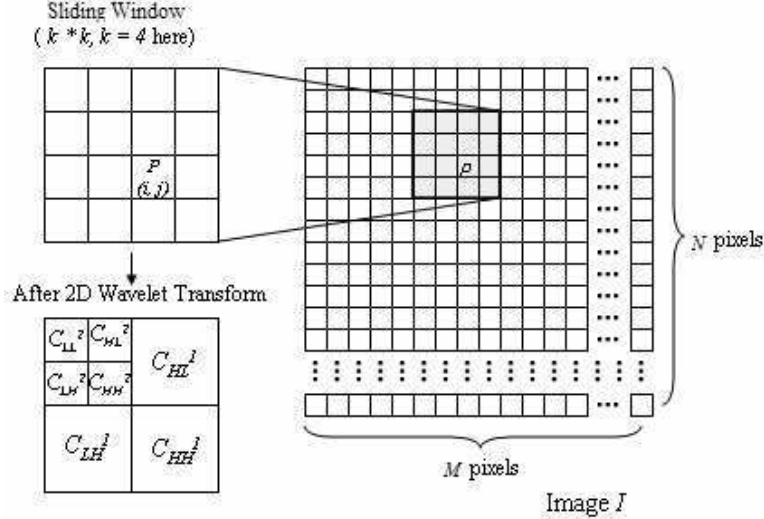 Sliding Window
( k * k, k = 4 here)
P
(i, j)
P
N pixels
After 2D Wavelet Transform
C_LL^2 C_HL^2
C_LH^2 C_HH^2
C_HL^1
C_LH^1 C_HH^1
M pixels
Image I